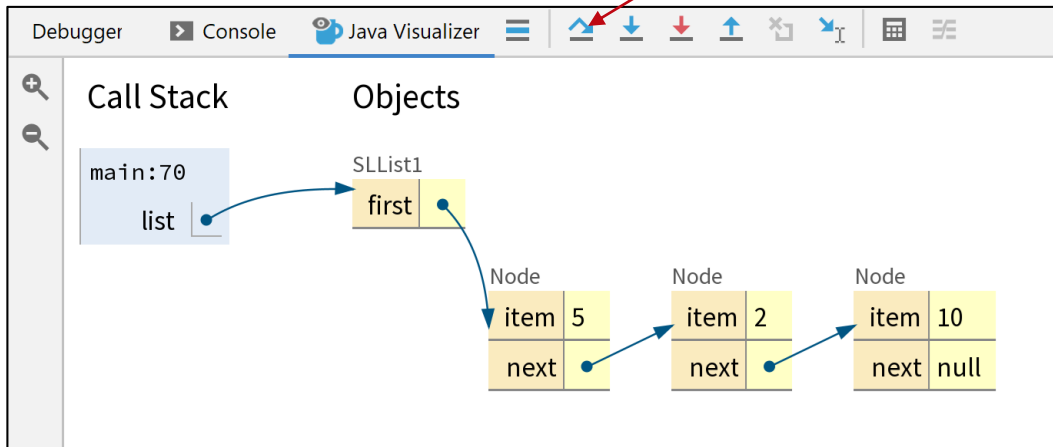 Debugger Console Java Visualizer
Call Stack Objects
main:70
list
SLList1
first
Node Node Node
item 5 item 2 item 10
next next next null